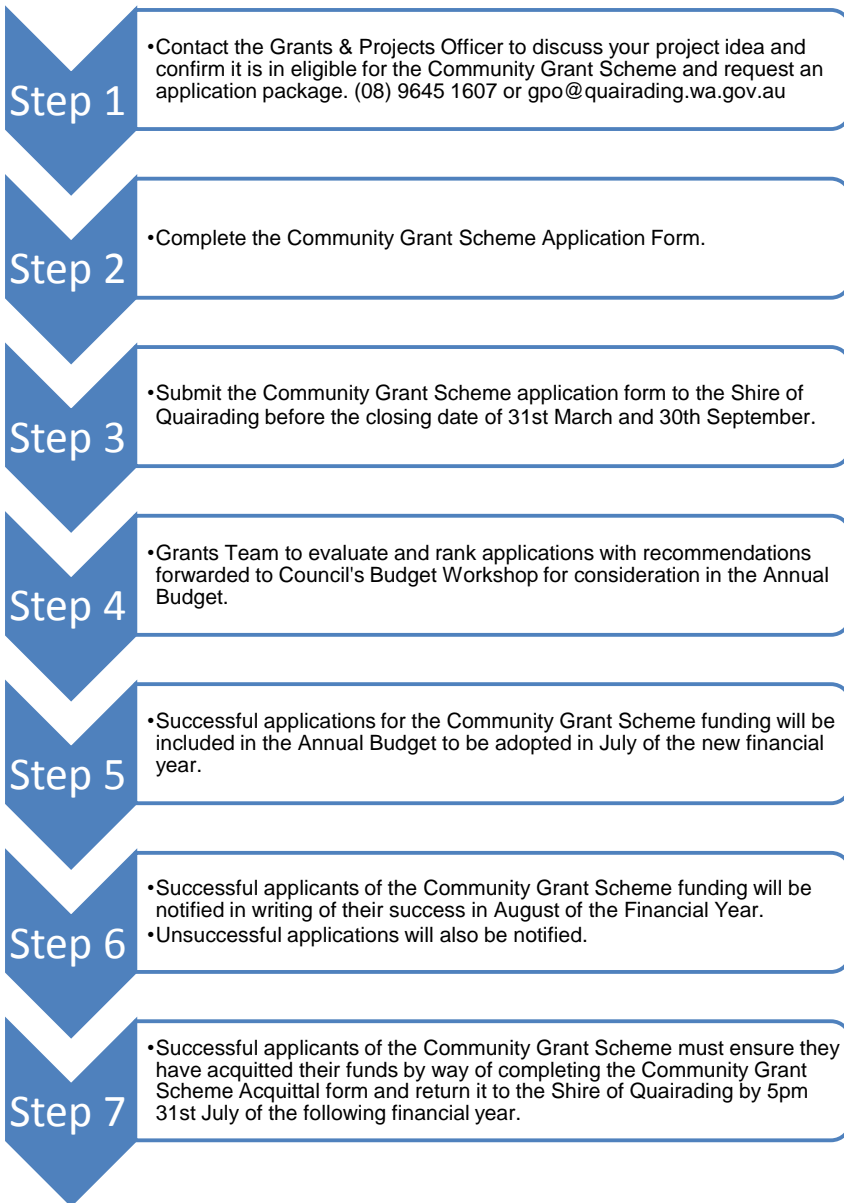 Step 1
•Contact the Grants & Projects Officer to discuss your project idea and
confirm it is in eligible for the Community Grant Scheme and request an
application package. (08) 9645 1607 or gpo@quairading.wa.gov.au
Step 2
•Complete the Community Grant Scheme Application Form.
Step 3
•Submit the Community Grant Scheme application form to the Shire of
Quairading before the closing date of 31st March and 30th September.
Step 4
•Grants Team to evaluate and rank applications with recommendations
forwarded to Council's Budget Workshop for consideration in the Annual
Budget.
Step 5
•Successful applications for the Community Grant Scheme funding will be
included in the Annual Budget to be adopted in July of the new financial
year.
Step 6
•Successful applicants of the Community Grant Scheme funding will be
notified in writing of their success in August of the Financial Year.
•Unsuccessful applications will also be notified.
Step 7
•Successful applicants of the Community Grant Scheme must ensure they
have acquitted their funds by way of completing the Community Grant
Scheme Acquittal form and return it to the Shire of Quairading by 5pm
31st July of the following financial year.